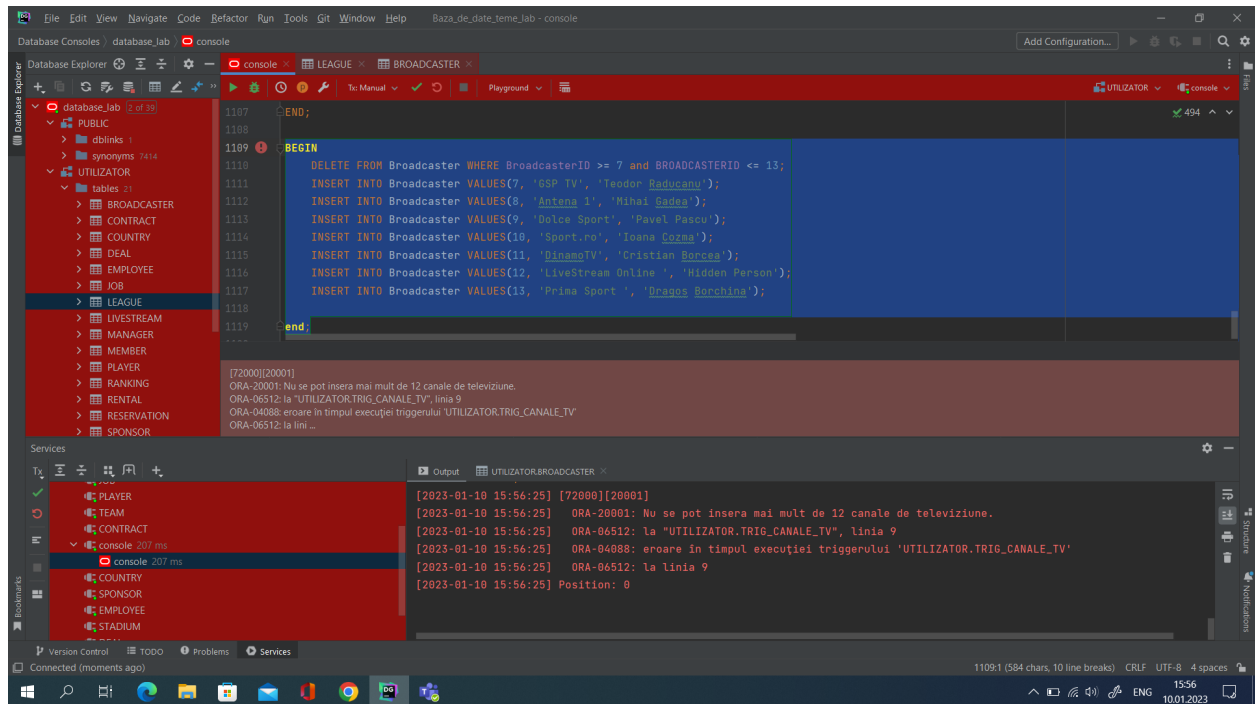 File Edit View Navigate Code Refactor Run Tools Git Window Help Baza_de_date_teme_lab - console
Database Consoles database_lab console Add Configuration...
Database Explorer console LEAGUE BROADCASTER
Tx: Manual Playground UTILIZATOR console
database_lab 2 of 39
PUBLIC
dblinks 1
synonyms 7414
UTILIZATOR
tables 21
BROADCASTER
CONTRACT
COUNTRY
DEAL
EMPLOYEE
JOB
LEAGUE
LIVESTREAM
MANAGER
MEMBER
PLAYER
RANKING
RENTAL
RESERVATION
SPONSOR
494
1107 END;
1108
1109 BEGIN
1110 DELETE FROM Broadcaster WHERE BroadcasterID >= 7 and BROADCASTERID <= 13;
1111 INSERT INTO Broadcaster VALUES(7, 'GSP TV', 'Teodor Raducanu');
1112 INSERT INTO Broadcaster VALUES(8, 'Antena 1', 'Mihai Gadea');
1113 INSERT INTO Broadcaster VALUES(9, 'Dolce Sport', 'Pavel Pascu');
1114 INSERT INTO Broadcaster VALUES(10, 'Sport.ro', 'Ioana Cozma');
1115 INSERT INTO Broadcaster VALUES(11, 'DinamoTV', 'Cristian Borcea');
1116 INSERT INTO Broadcaster VALUES(12, 'LiveStream Online ', 'Hidden Person');
1117 INSERT INTO Broadcaster VALUES(13, 'Prima Sport ', 'Dragos Borchina');
1118
1119 end;
[72000][20001]
ORA-20001: Nu se pot insera mai mult de 12 canale de televiziune.
ORA-06512: la "UTILIZATOR.TRIG_CANALE_TV", linia 9
ORA-04088: eroare în timpul execuției triggerului 'UTILIZATOR.TRIG_CANALE_TV'
ORA-06512: la lini ...
Services
Tx
PLAYER
TEAM
CONTRACT
console 207 ms
console 207 ms
COUNTRY
SPONSOR
EMPLOYEE
STADIUM
Output UTILIZATOR.BROADCASTER
[2023-01-10 15:56:25] [72000][20001]
[2023-01-10 15:56:25] ORA-20001: Nu se pot insera mai mult de 12 canale de televiziune.
[2023-01-10 15:56:25] ORA-06512: la "UTILIZATOR.TRIG_CANALE_TV", linia 9
[2023-01-10 15:56:25] ORA-04088: eroare în timpul execuției triggerului 'UTILIZATOR.TRIG_CANALE_TV'
[2023-01-10 15:56:25] ORA-06512: la linia 9
[2023-01-10 15:56:25] Position: 0
Database Explorer
Bookmarks
Files
Structure
Notifications
Version Control TODO Problems Services
Connected (moments ago) 1109:1 (584 chars, 10 line breaks) CRLF UTF-8 4 spaces
ENG 15:56
10.01.2023